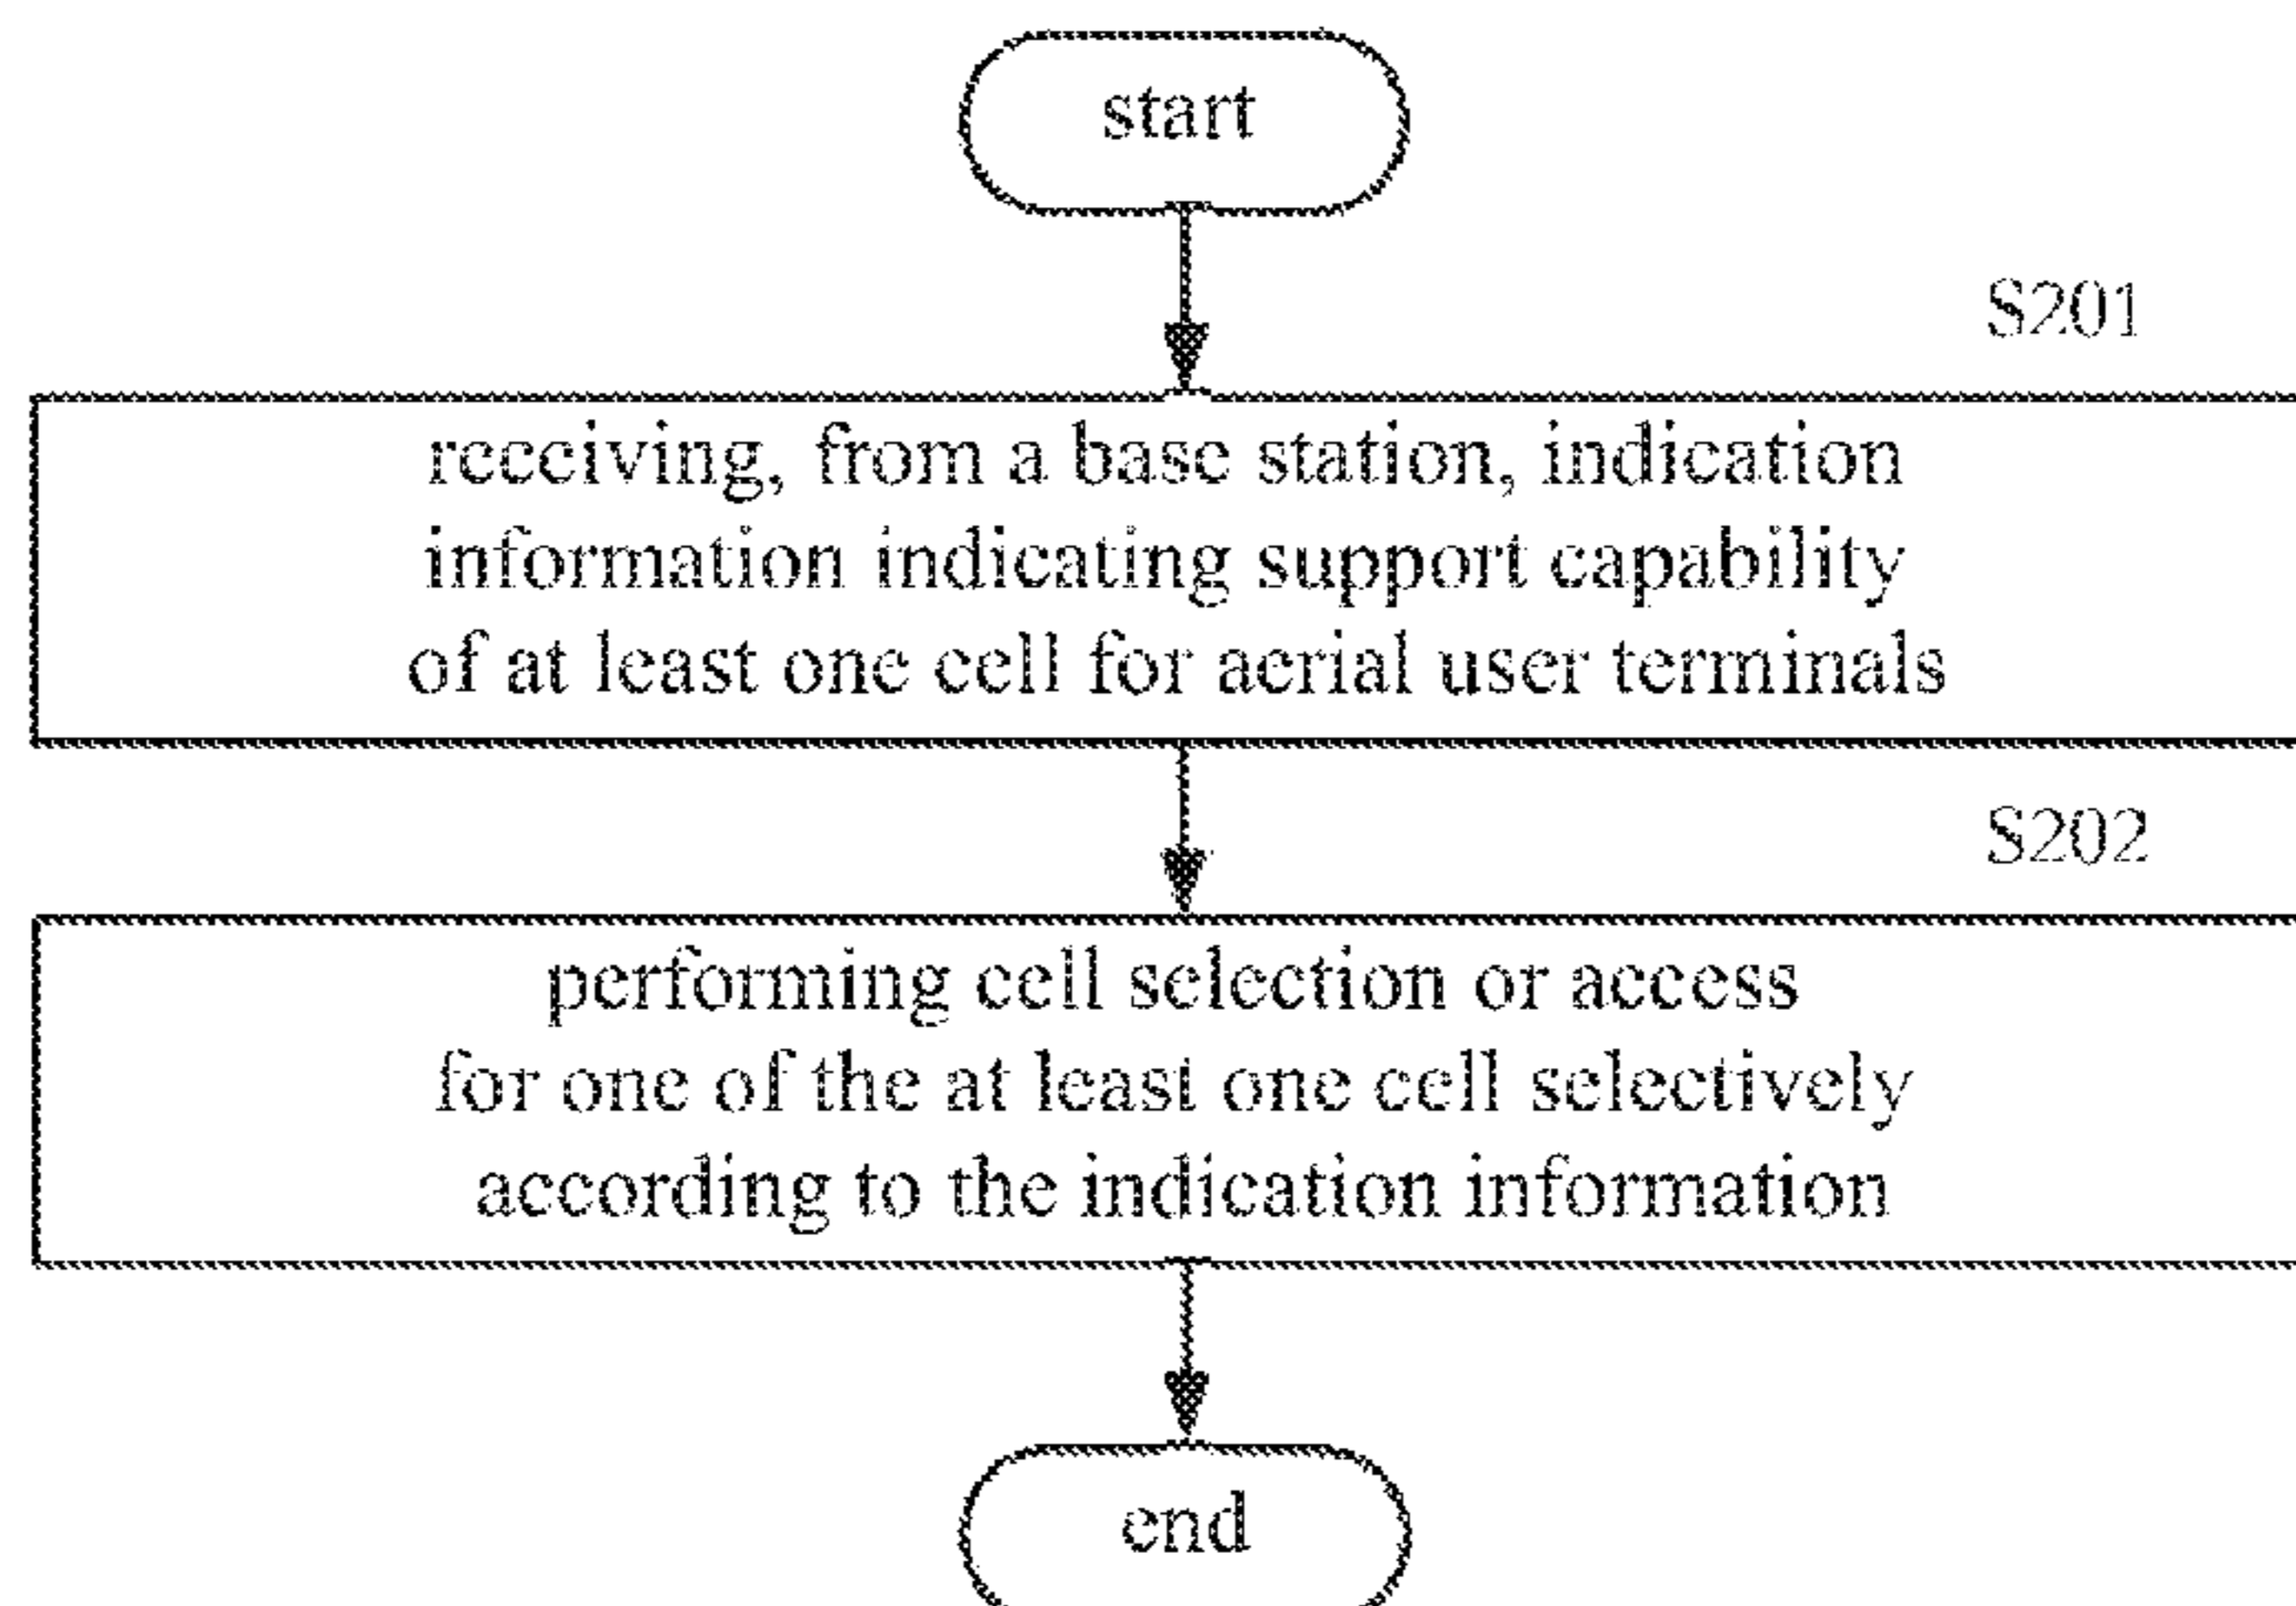 start
S201
receiving, from a base station, indication
information indicating support capability
of at least one cell for aerial user terminals
S202
performing cell selection or access
for one of the at least one cell selectively
according to the indication information
end